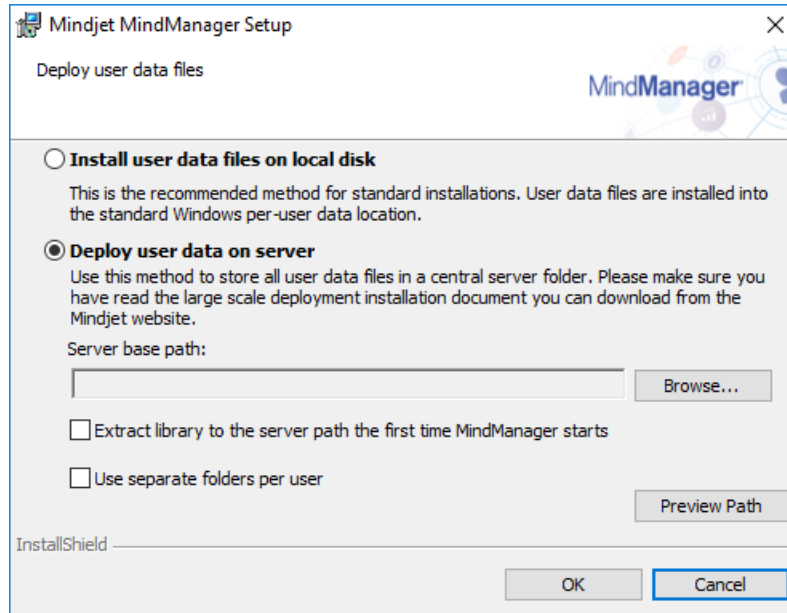 Mindjet MindManager Setup
Deploy user data files
MindManager
Install user data files on local disk
This is the recommended method for standard installations. User data files are installed into
the standard Windows per-user data location.
Deploy user data on server
Use this method to store all user data files in a central server folder. Please make sure you
have read the large scale deployment installation document you can download from the
Mindjet website.
Server base path:
Browse...
Extract library to the server path the first time MindManager starts
Use separate folders per user
Preview Path
InstallShield
OK
Cancel